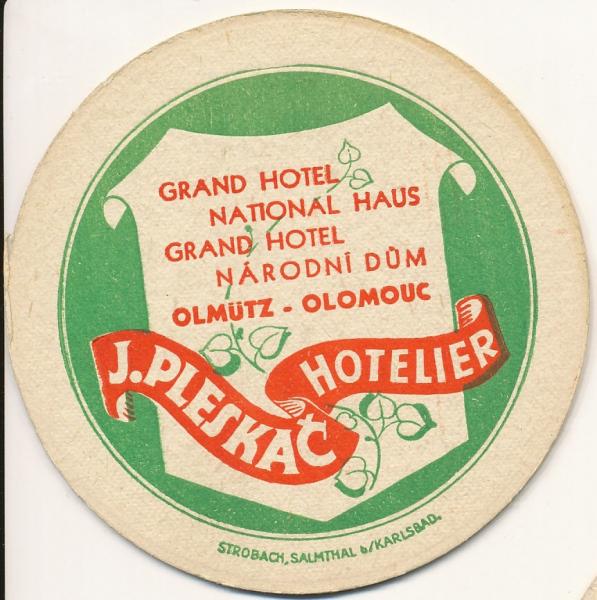 GRAND HOTEL
NATIONAL HAUS
GRAND HOTEL
NÁRODNÍ DŮM
OLMÜTZ - OLOMOUC
J. PLESKAČ
HOTELIER
STROBACH, SALMTHAL b/KARLSBAD.